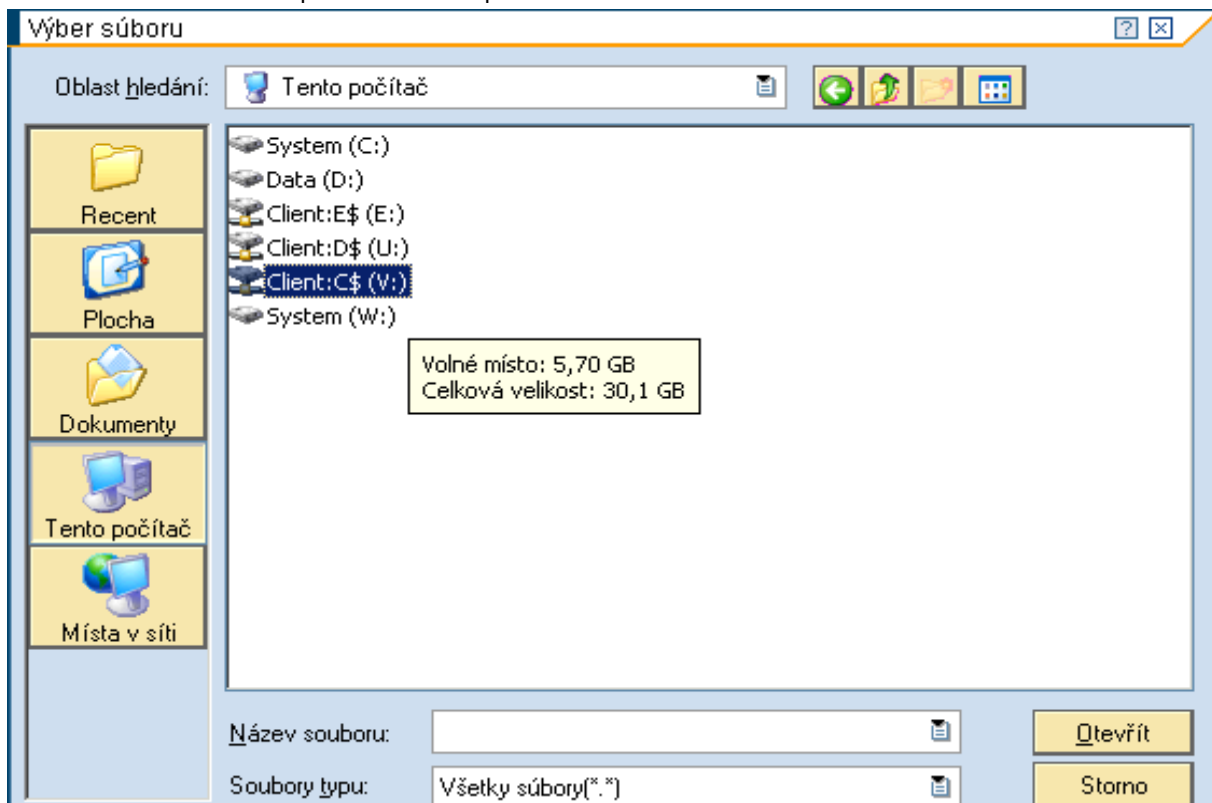 Výber súboru
Oblast hledání:
Tento počítač
Recent
Plocha
Dokumenty
Tento počítač
Místa v síti
System (C:)
Data (D:)
Client:E$ (E:)
Client:D$ (U:)
Client:C$ (V:)
System (W:)
Volné místo: 5,70 GB
Celková velikost: 30,1 GB
Název souboru:
Otevřít
Soubory typu:
Všetky súbory(*.*)
Storno